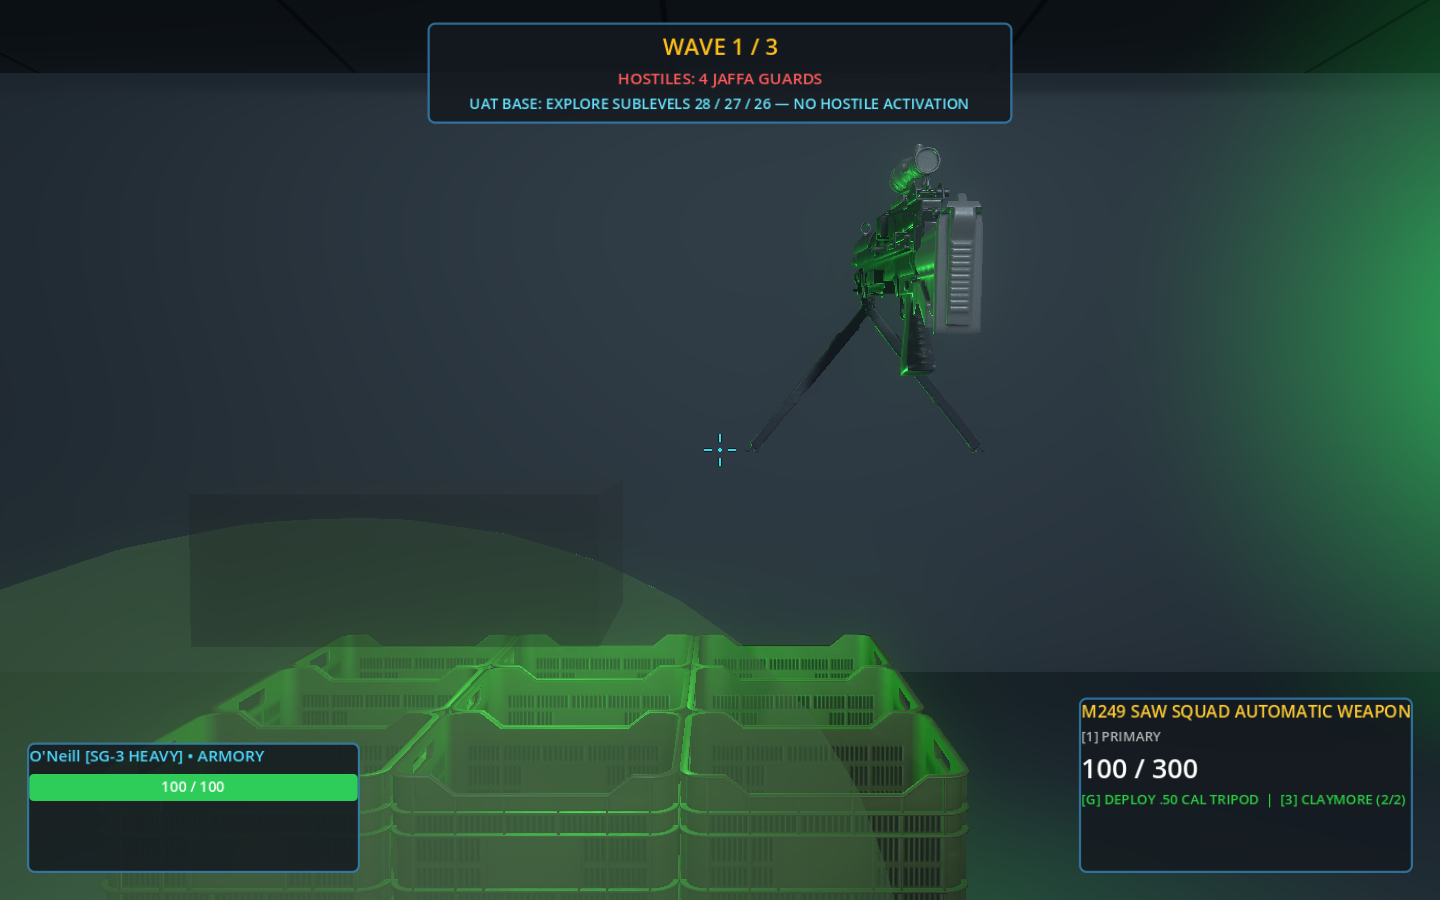 WAVE 1 / 3
HOSTILES: 4 JAFFA GUARDS
UAT BASE: EXPLORE SUBLEVELS 28 / 27 / 26 — NO HOSTILE ACTIVATION
O'Neill [SG-3 HEAVY] • ARMORY
100 / 100
M249 SAW SQUAD AUTOMATIC WEAPON
[1] PRIMARY
100 / 300
[G] DEPLOY .50 CAL TRIPOD | [3] CLAYMORE (2/2)